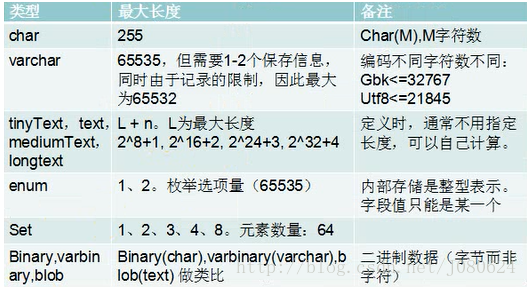 类型 最大长度 备注
char 255 Char(M),M字符数
varchar 65535，但需要1-2个保存信息，
同时由于记录的限制，因此最大
为65532
编码不同字符数不同：
Gbk<=32767
Utf8<=21845
tinyText，text，
mediumText，
longtext
L + n。L为最大长度
2^8+1, 2^16+2, 2^24+3, 2^32+4
定义时，通常不用指定
长度，可以自己计算。
enum 1、2。枚举选项量（65535） 内部存储是整型表示。
字段值只能是某一个
Set 1、2、3、4、8。元素数量：64
Binary,varbin
ary,blob
Binary(char),varbinary(varchar),b
lob(text) 做类比
二进制数据（字节而非
字符）
http://blog.csdn.net/j080624